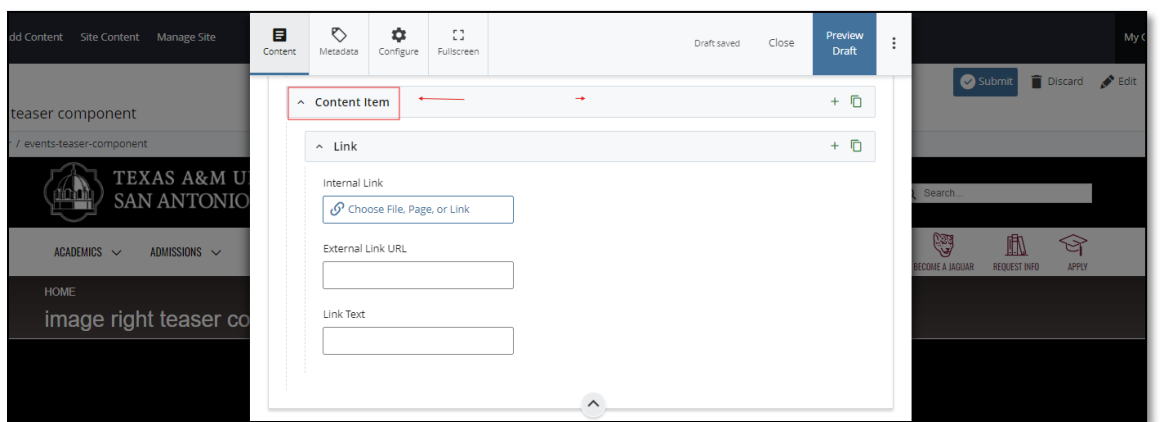 dd Content Site Content Manage Site
Content Metadata Configure Fullscreen Draft saved Close Preview Draft
My
Submit Discard Edit
teaser component
/ events-teaser-component
Content Item
Link
Internal Link
Choose File, Page, or Link
External Link URL
Link Text
TEXAS A&M U
SAN ANTONIO
Search...
ACADEMICS ADMISSIONS
BECOME A JAGUAR REQUEST INFO APPLY
HOME
image right teaser co